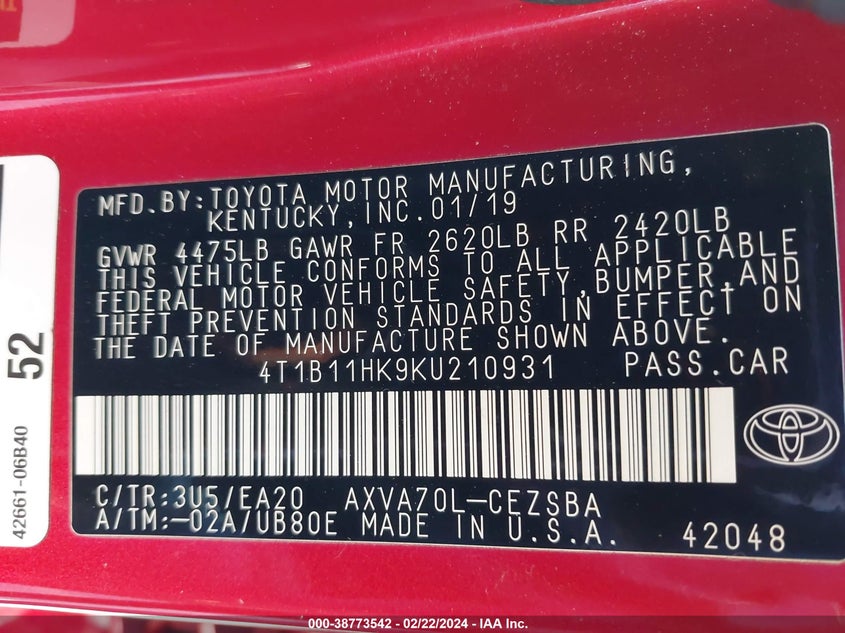 MFD.BY:TOYOTA MOTOR MANUFACTURING,
KENTUCKY,INC.01/19
GVWR 4475LB GAWR FR 2620LB RR 2420LB
THIS VEHICLE CONFORMS TO ALL APPLICABLE
FEDERAL MOTOR VEHICLE SAFETY,BUMPER,AND
THEFT PREVENTION STANDARDS IN EFFECT ON
THE DATE OF MANUFACTURE SHOWN ABOVE.
4T1B11HK9KU210931 PASS.CAR
C/TR:3U5/EA20 AXVA70L-CEZSBA
A/TM:-02A/UB80E MADE IN U.S.A. 42048
52
42661-06B40
000-38773542 - 02/22/2024 - IAA Inc.